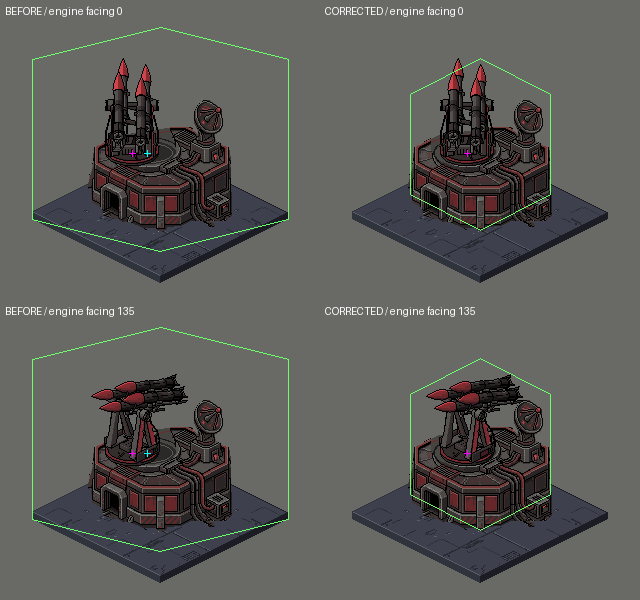 BEFORE / engine facing 0
CORRECTED / engine facing 0
BEFORE / engine facing 135
CORRECTED / engine facing 135